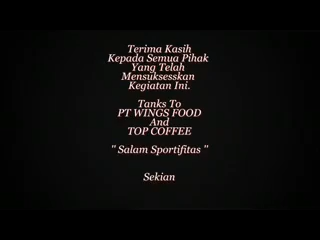 Terima Kasih
Kepada Semua Pihak
Yang Telah
Mensuksesskan
Kegiatan Ini.
Tanks To
PT WINGS FOOD
And
TOP COFFEE
" Salam Sportifitas "
Sekian